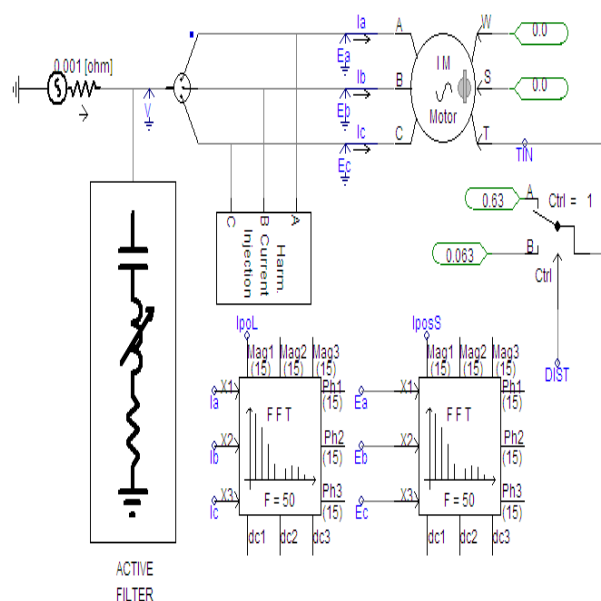 0.001 [ohm]
V
Ia
Ea
A
Ib
Eb
B
Ic
Ec
C
I M
Motor
W
0.0
S
0.0
T
TIN
A
0.63
Ctrl = 1
B
0.063
Ctrl
DIST
A
B
C
Harm.
Current
Injection
IpoL
Mag1
(15)
Mag2
(15)
Mag3
(15)
X1
Ia
X2
Ib
X3
Ic
F F T
F = 50
Ph1
(15)
Ph2
(15)
Ph3
(15)
dc1
dc2
dc3
IposS
Mag1
(15)
Mag2
(15)
Mag3
(15)
X1
Ea
X2
Eb
X3
Ec
F F T
F = 50
Ph1
(15)
Ph2
(15)
Ph3
(15)
dc1
dc2
dc3
ACTIVE
FILTER